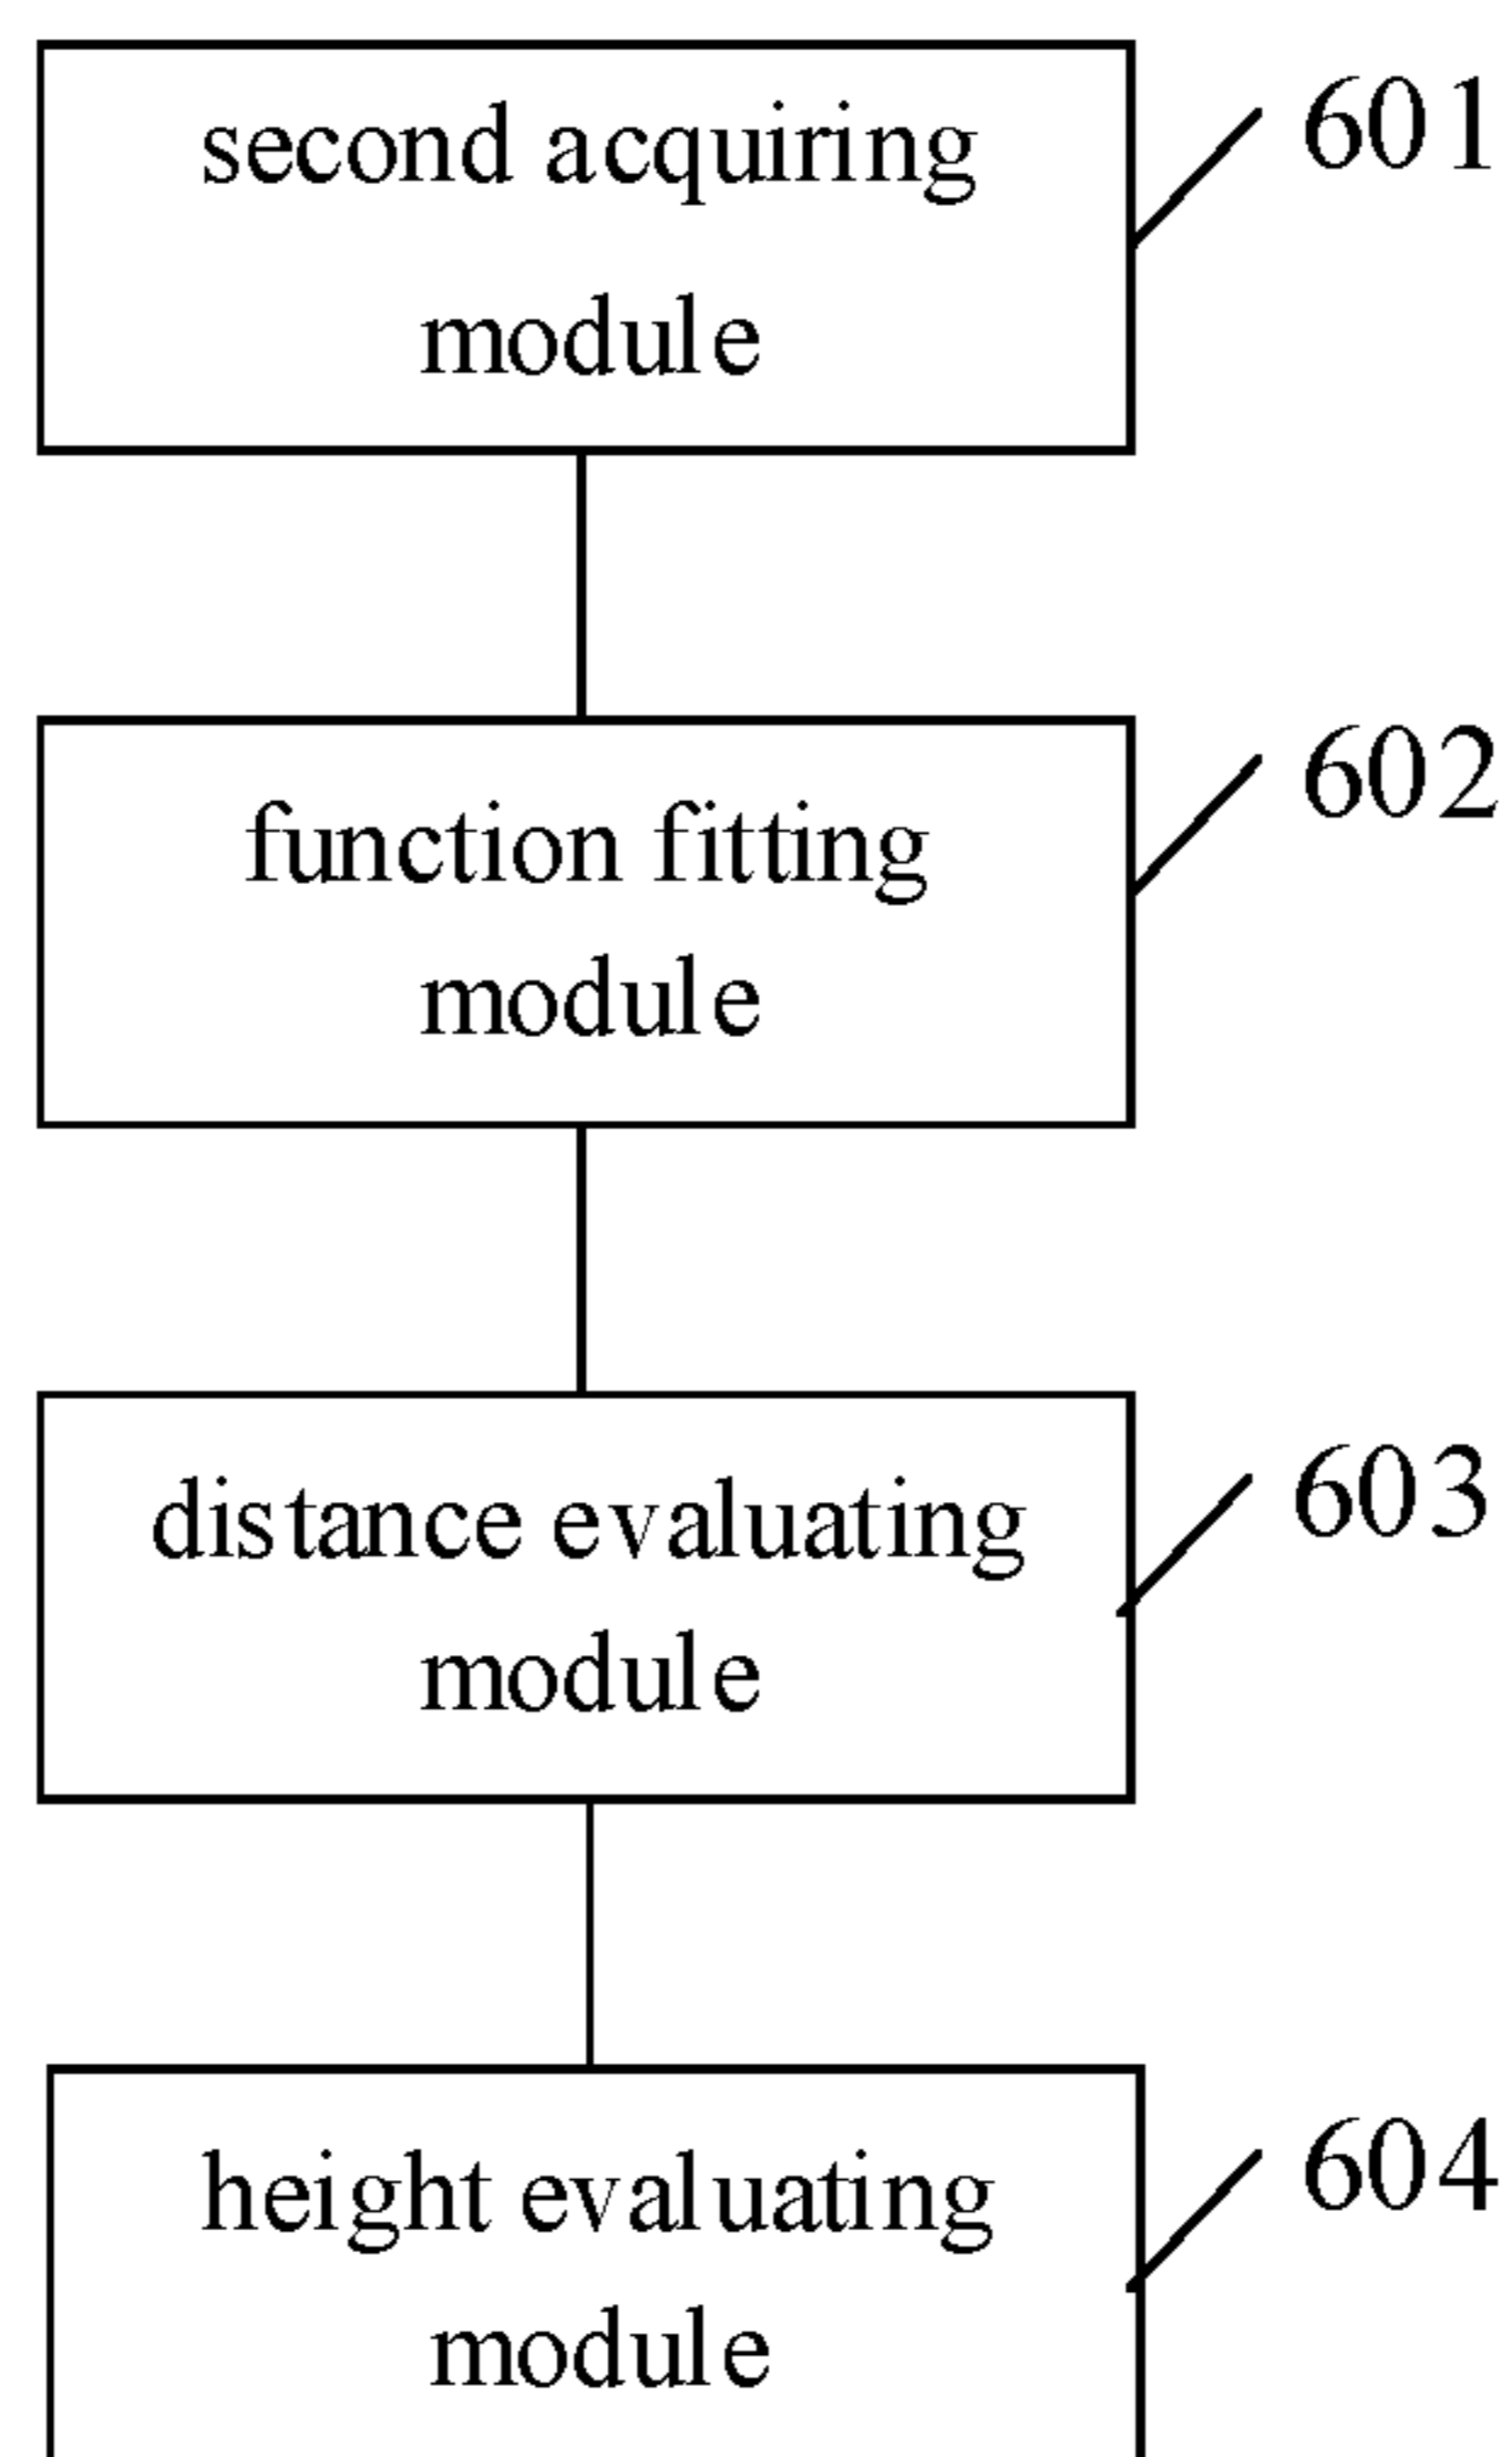 second acquiring
module
601
function fitting
module
602
distance evaluating
module
603
height evaluating
module
604